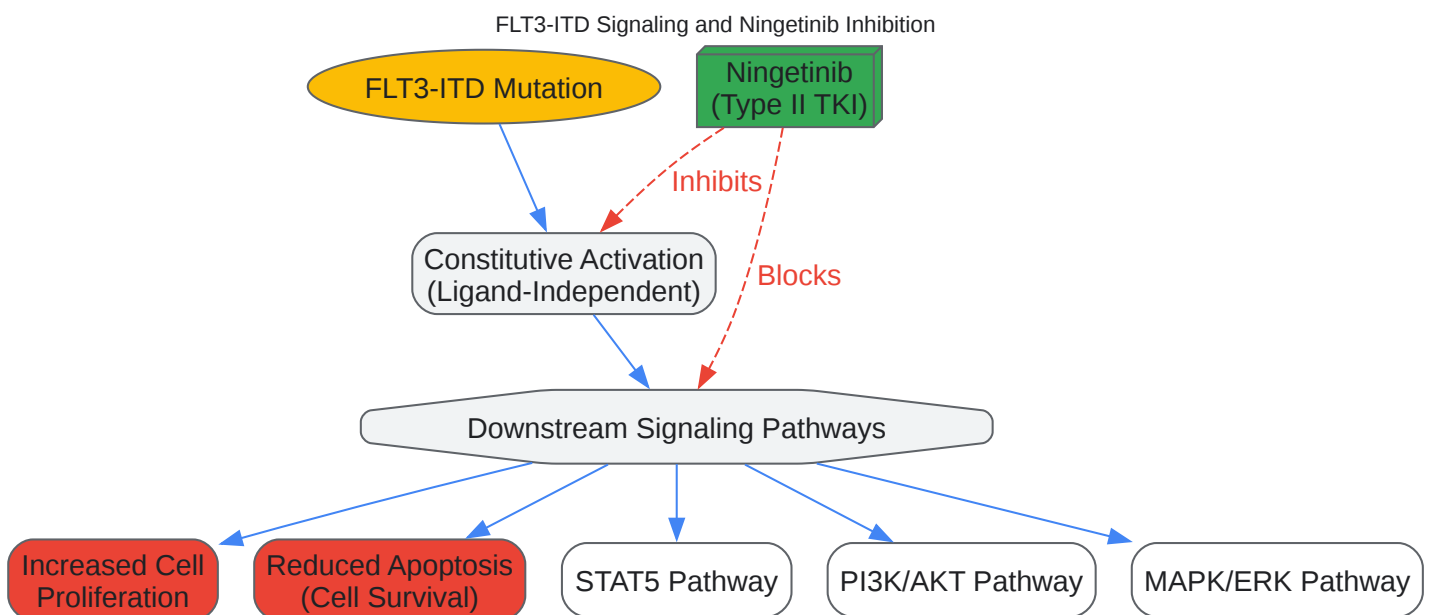 FLT3-ITD Signaling and Ningetinib Inhibition
FLT3-ITD Mutation
Ningetinib
(Type II TKI)
Inhibits
Constitutive Activation
(Ligand-Independent)
Blocks
Downstream Signaling Pathways
Increased Cell
Proliferation
Reduced Apoptosis
(Cell Survival)
STAT5 Pathway
PI3K/AKT Pathway
MAPK/ERK Pathway